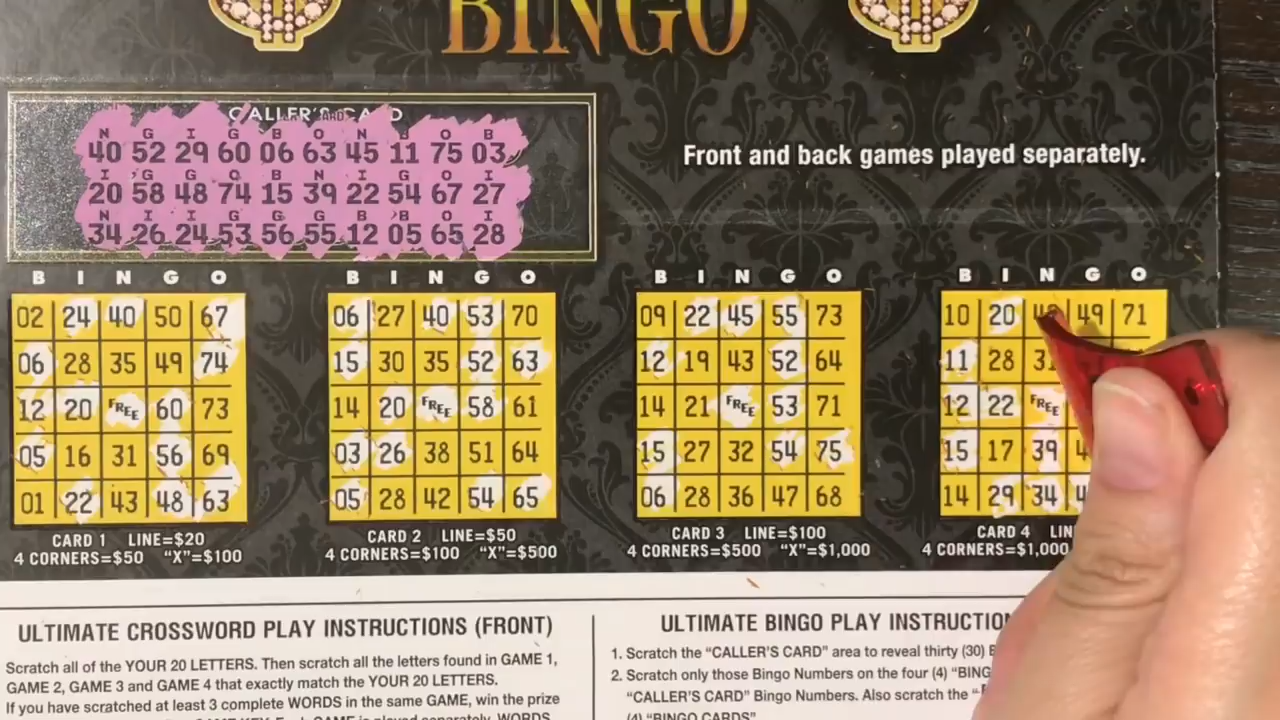 BINGO
CALLER'S CARD
N G I G B O N B O B
40 52 29 60 06 63 45 11 75 03
I G G O B N I G O I
20 58 48 74 15 39 22 54 67 27
N I I G G G B B O I
34 26 24 53 56 55 12 05 65 28
Front and back games played separately.
B I N G O
02 24 40 50 67
06 28 35 49 74
12 20 FREE 60 73
05 16 31 56 69
01 22 43 48 63
CARD 1 LINE=$20
4 CORNERS=$50 "X"=$100
B I N G O
06 27 40 53 70
15 30 35 52 63
14 20 FREE 58 61
03 26 38 51 64
05 28 42 54 65
CARD 2 LINE=$50
4 CORNERS=$100 "X"=$500
B I N G O
09 22 45 55 73
12 19 43 52 64
14 21 FREE 53 71
15 27 32 54 75
06 28 36 47 68
CARD 3 LINE=$100
4 CORNERS=$500 "X"=$1,000
B I N G O
10 20 49 71
11 28
12 22 FREE
15 17 39
14 29 34
CARD 4
4 CORNERS=$1,000
ULTIMATE CROSSWORD PLAY INSTRUCTIONS (FRONT)
Scratch all of the YOUR 20 LETTERS. Then scratch all the letters found in GAME 1,
GAME 2, GAME 3 and GAME 4 that exactly match the YOUR 20 LETTERS.
If you have scratched at least 3 complete WORDS in the same GAME, win the prize
ULTIMATE BINGO PLAY
1. Scratch the "CALLER'S CARD" area to reveal thirty (30)
2. Scratch only those Bingo Numbers on the four (4)
"CALLER'S CARD" Bingo Numbers. Also scratch the
(4) "BINGO CARDS"